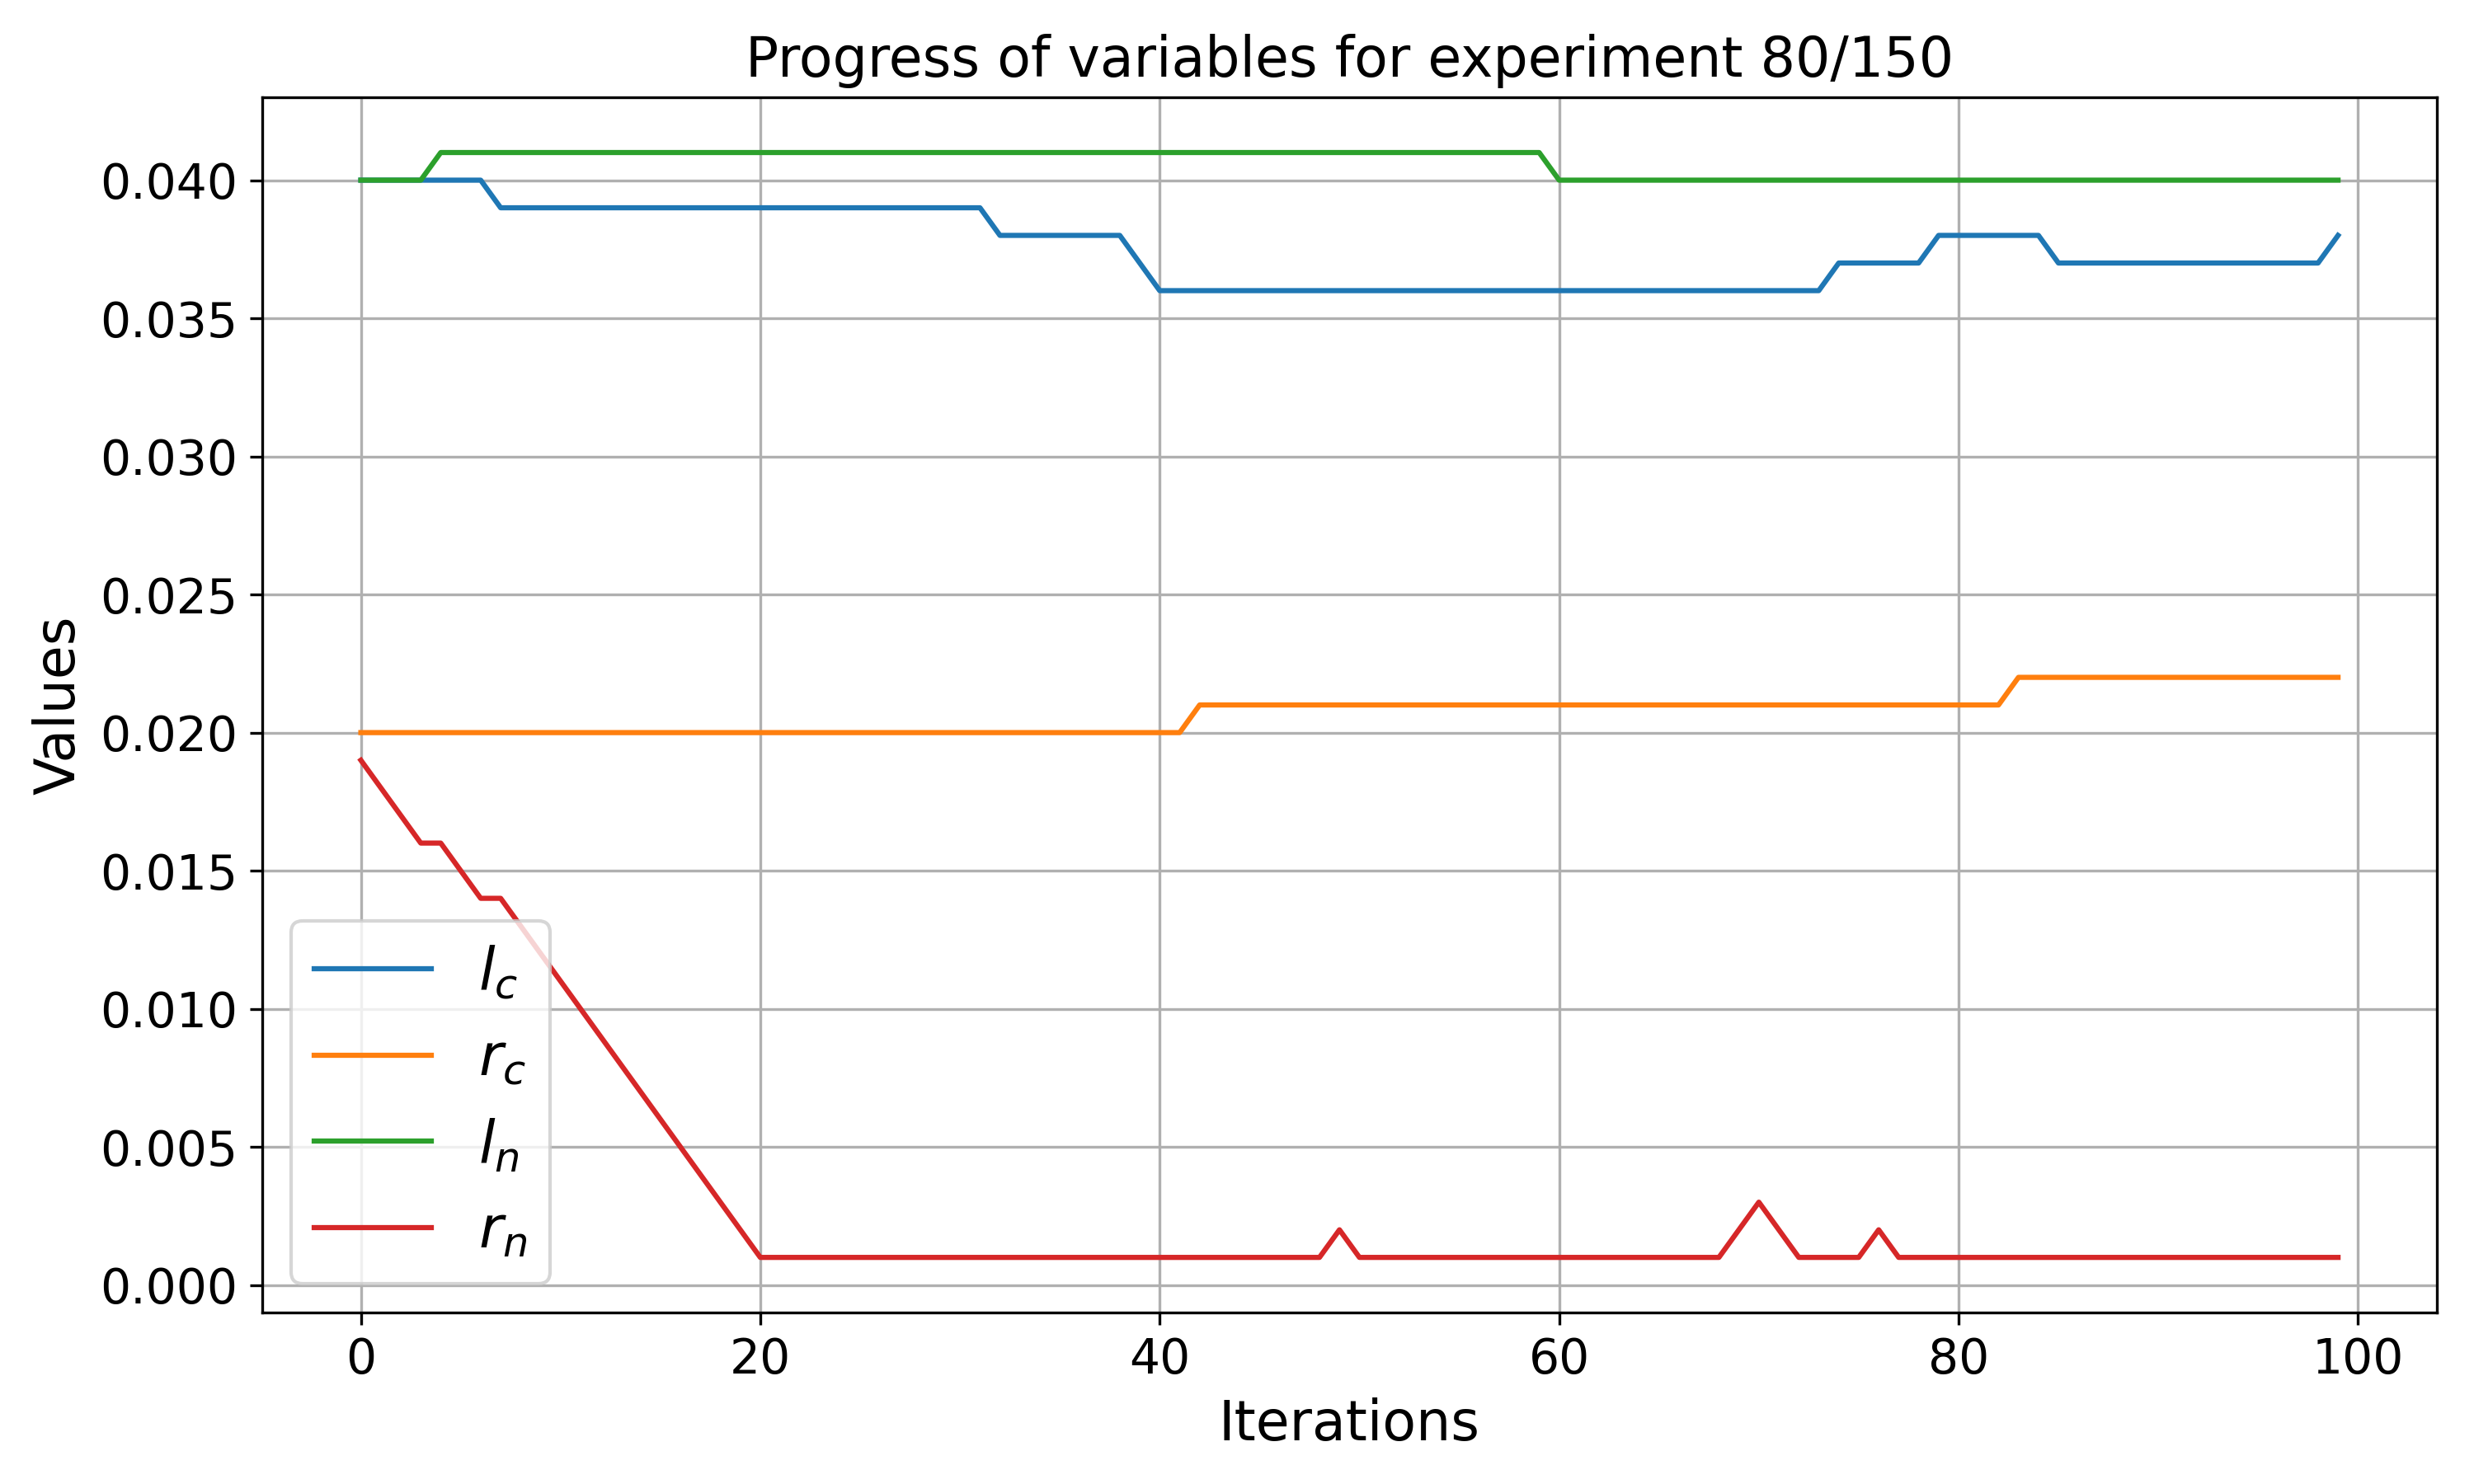 Progress of variables for experiment 80/150
Values
0.040
0.035
0.030
0.025
0.020
0.015
0.010
0.005
0.000
l_c
r_c
l_n
r_n
0 20 40 60 80 100
Iterations